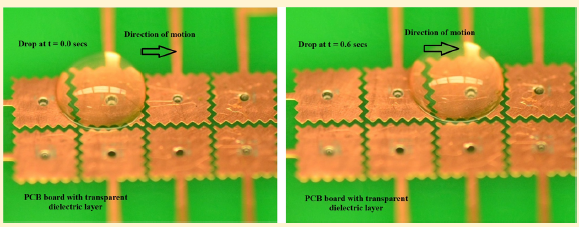 Direction of motion
Drop at t = 0.0 secs
PCB board with transparent
dielectric layer
Direction of motion
Drop at t = 0.6 secs
PCB board with transparent
dielectric layer